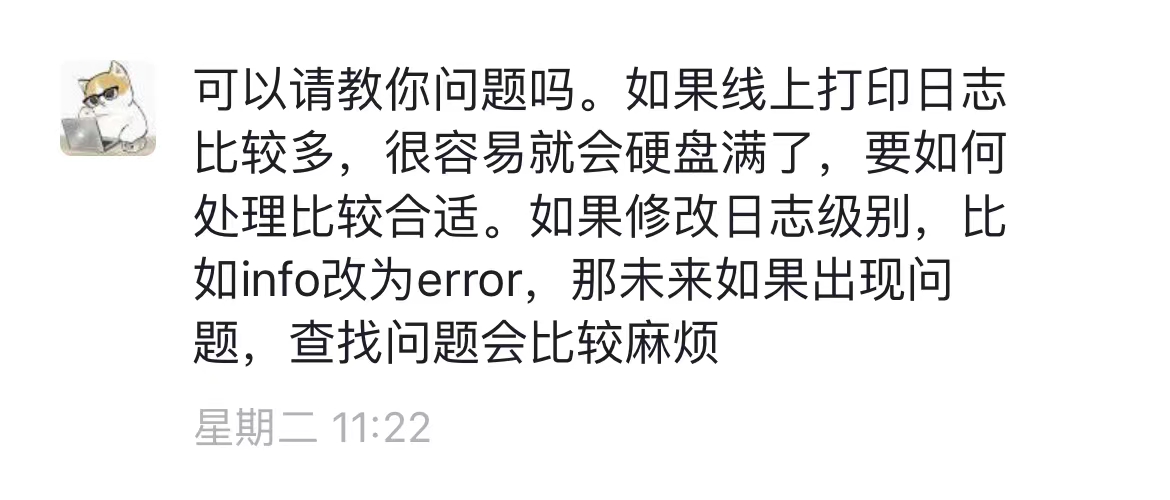 可以请教你问题吗。如果线上打印日志
比较多，很容易就会硬盘满了，要如何
处理比较合适。如果修改日志级别，比
如info改为error，那未来如果出现问
题，查找问题会比较麻烦
星期二 11:22